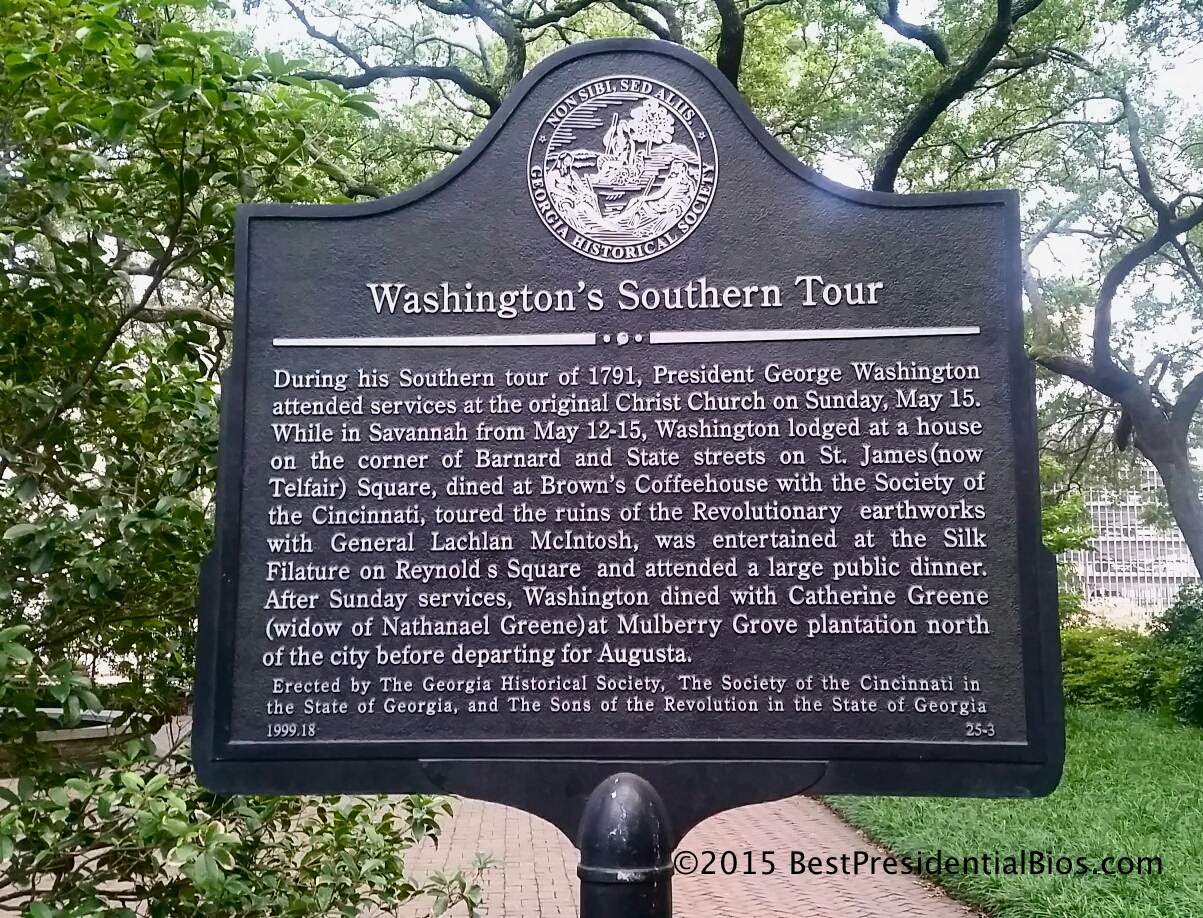 NON SIBI, SED ALIIS.
GEORGIA HISTORICAL SOCIETY
Washington's Southern Tour
During his Southern tour of 1791, President George Washington
attended services at the original Christ Church on Sunday, May 15.
While in Savannah from May 12-15, Washington lodged at a house
on the corner of Barnard and State streets on St. James(now
Telfair) Square, dined at Brown's Coffeehouse with the Society of
the Cincinnati, toured the ruins of the Revolutionary earthworks
with General Lachlan McIntosh, was entertained at the Silk
Filature on Reynold s Square and attended a large public dinner.
After Sunday services, Washington dined with Catherine Greene
(widow of Nathanael Greene)at Mulberry Grove plantation north
of the city before departing for Augusta.
Erected by The Georgia Historical Society, The Society of the Cincinnati in
the State of Georgia, and The Sons of the Revolution in the State of Georgia
1999.18 25-3
©2015 BestPresidentialBios.com